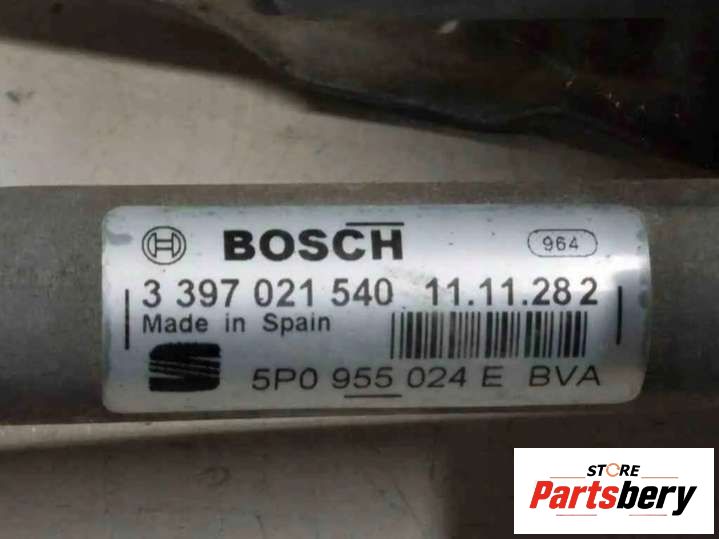 BOSCH 964
3 397 021 540 11.11.28 2
Made in Spain
5P0 955 024 E BVA
STORE
Partsbery